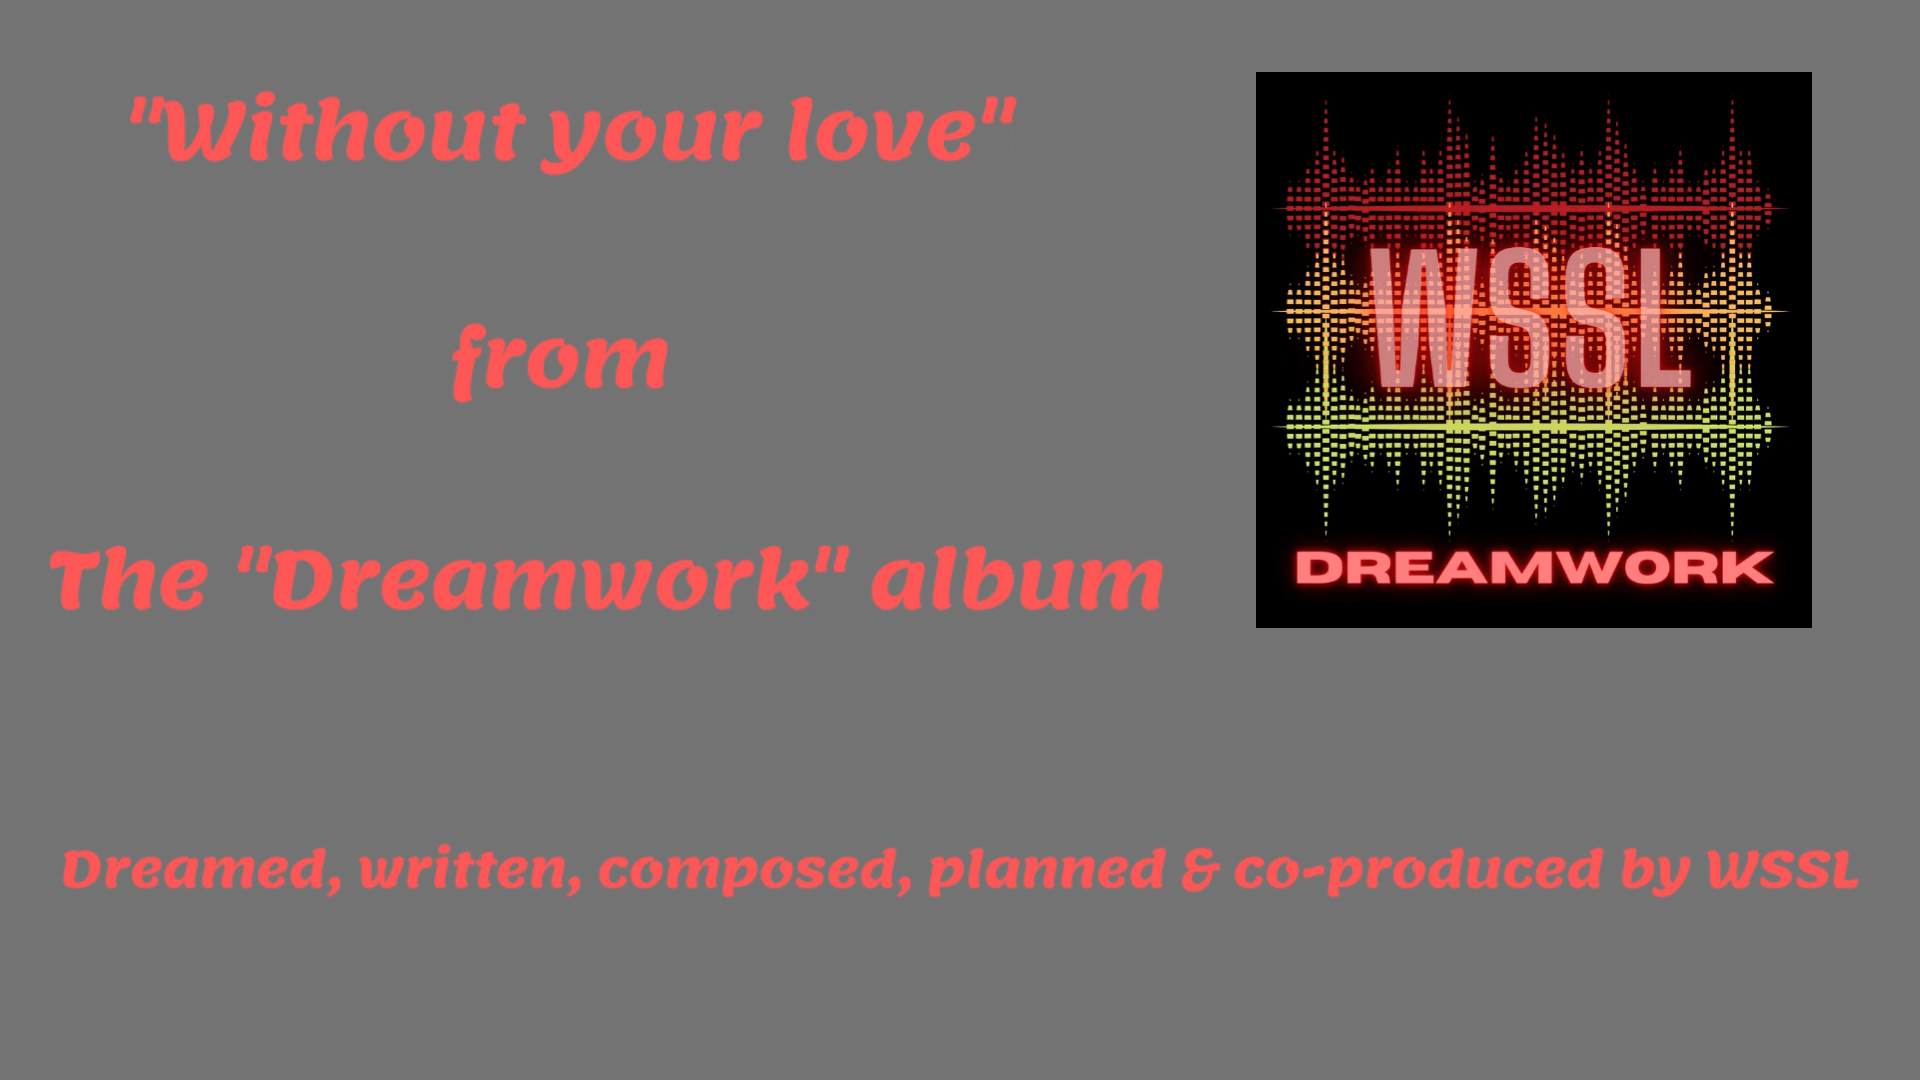 "Without your love"
from
The "Dreamwork" album
WSSL
DREAMWORK
Dreamed, written, composed, planned & co-produced by WSSL